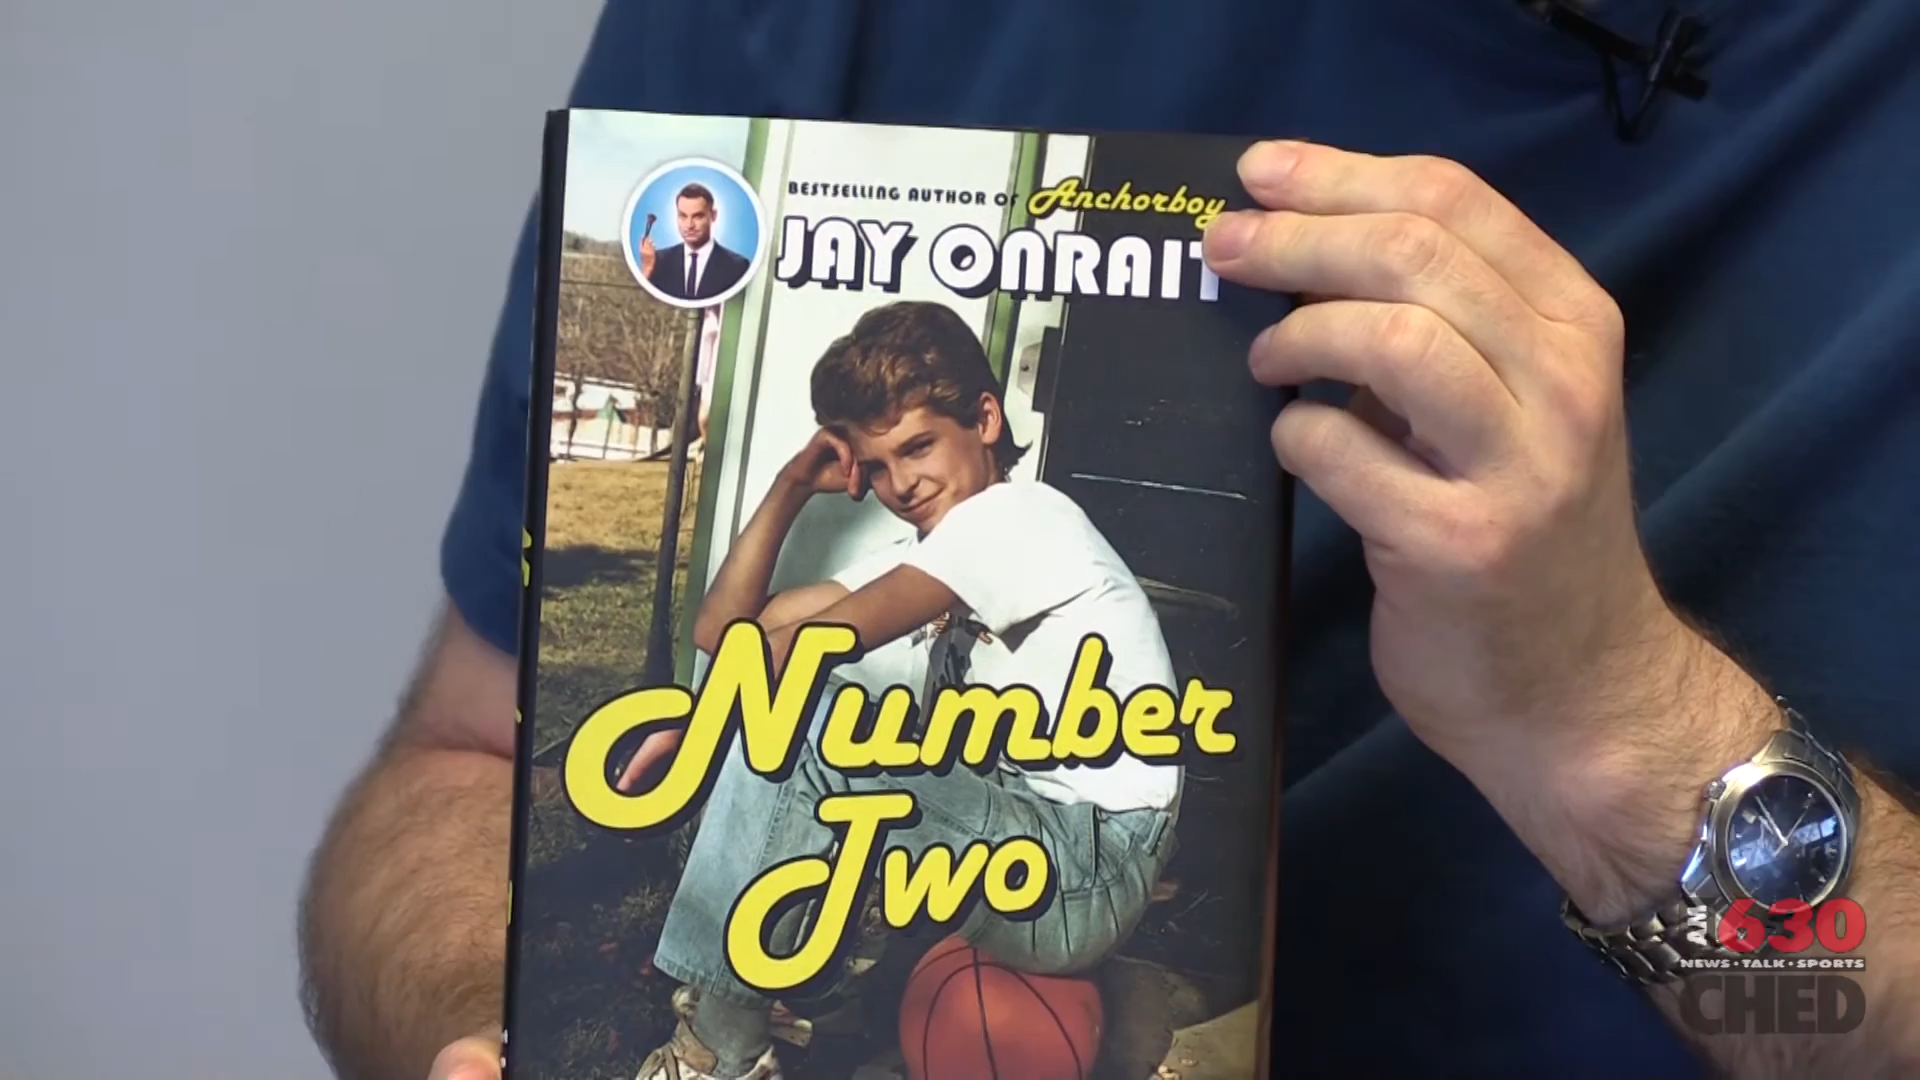 BESTSELLING AUTHOR OF Anchorboy
JAY ONRAIT
Number
Two
AM 630
NEWS • TALK • SPORTS
CHED